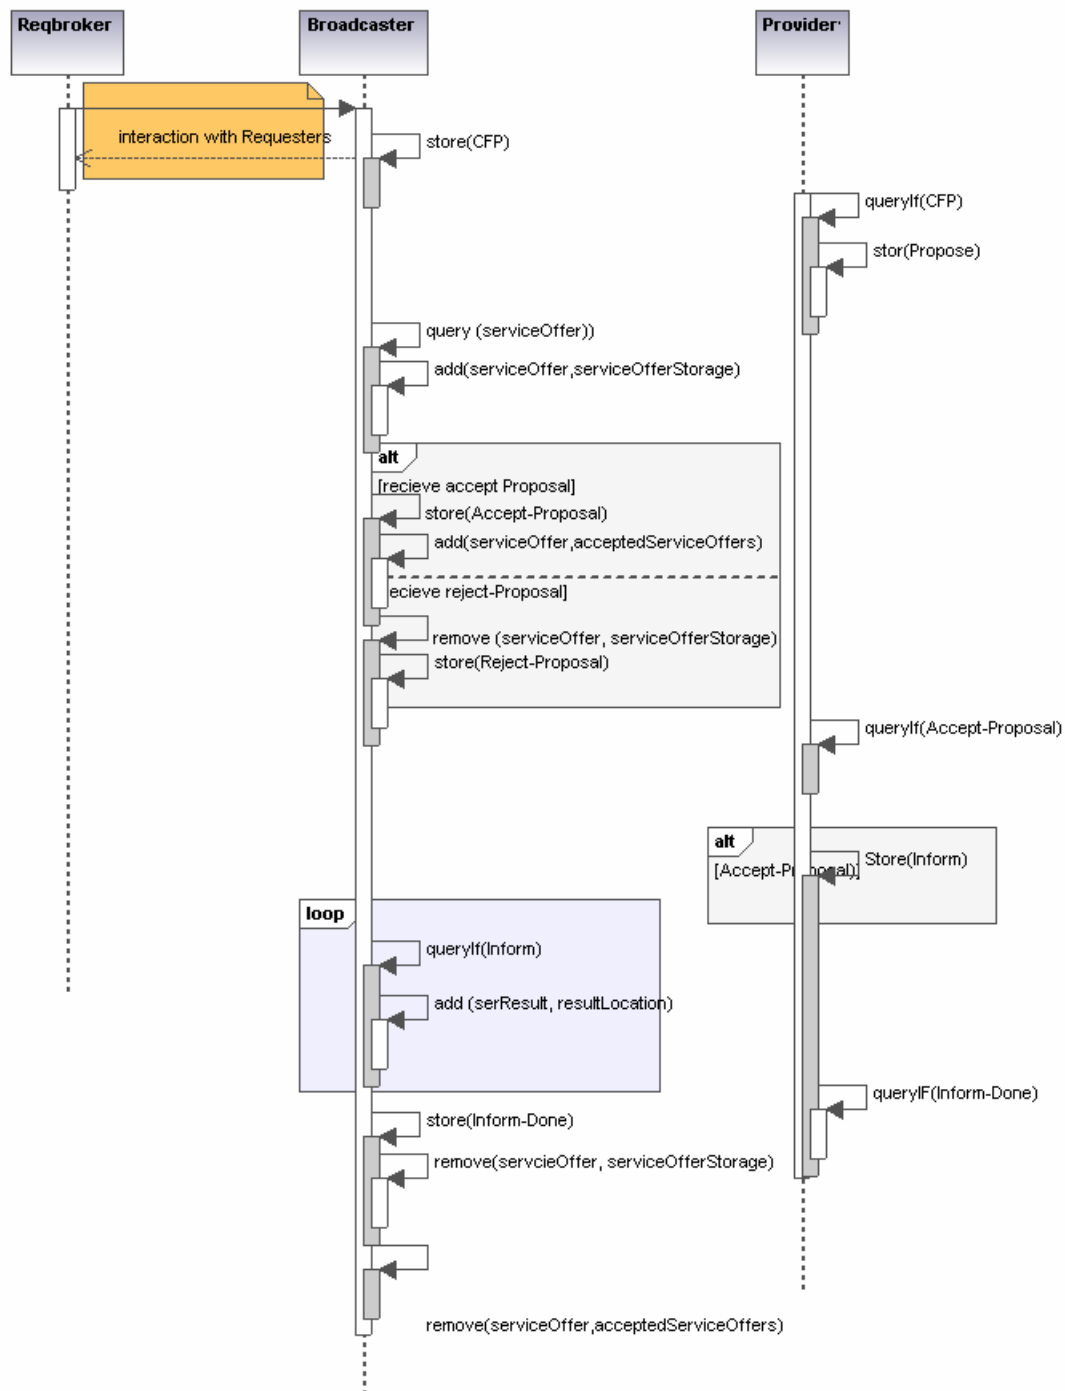 Reqbroker
Broadcaster
Provider
interaction with Requesters
store(CFP)
queryIf(CFP)
stor(Propose)
query (serviceOffer))
add(serviceOffer,serviceOfferStorage)
alt
[recieve accept Proposal]
store(Accept-Proposal)
add(serviceOffer,acceptedServiceOffers)
ecieve reject-Proposal]
remove (serviceOffer, serviceOfferStorage)
store(Reject-Proposal)
queryIf(Accept-Proposal)
alt
Store(Inform)
[Accept-Proposal)]
loop
queryIf(Inform)
add (serResult, resultLocation)
queryIF(Inform-Done)
store(Inform-Done)
remove(servcieOffer, serviceOfferStorage)
remove(serviceOffer,acceptedServiceOffers)